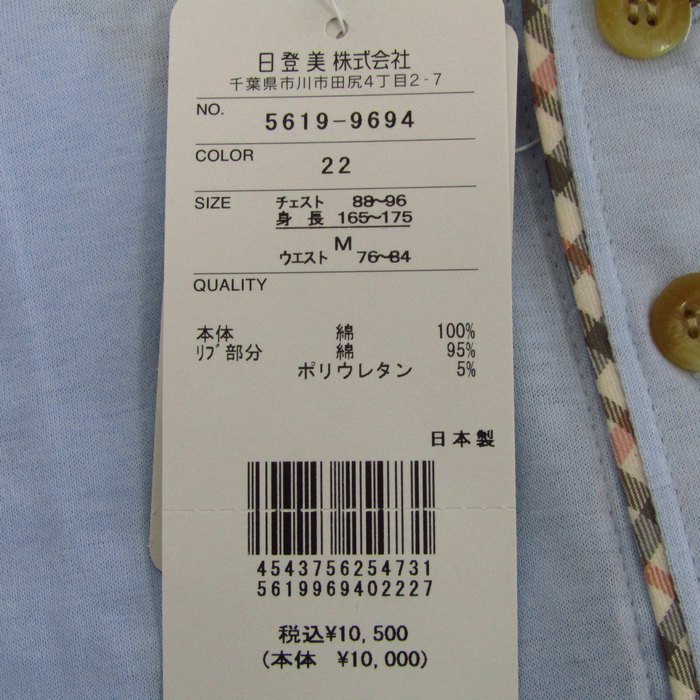 日登美株式会社
千葉県市川市田尻4丁目2-7
NO. 5619-9694
COLOR 22
SIZE チェスト 88~96
身長 165~175
M
ウエスト 76~84
QUALITY
本体 綿 100%
ﾘﾌﾞ部分 綿 95%
ポリウレタン 5%
日本製
4543756254731
5619969402227
税込¥10,500
(本体 ¥10,000)